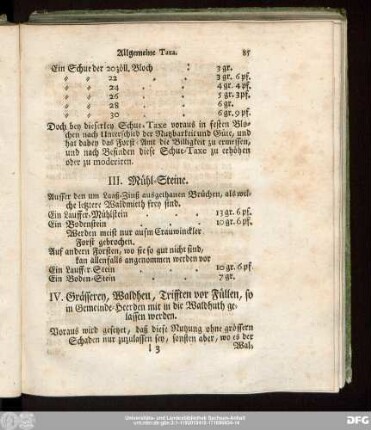 Allgemeine Taxa. 85
Ein Schut der 20zöll. Bloch : 3 gr.
〃 〃 22 . 3 gr. 6 pf.
〃 〃 24 . 4 gr. 4 pf.
〃 〃 26 . 5 gr. 3 pf.
〃 〃 28 . 6 gr.
〃 〃 30 . 6 gr. 9 pf.
Doch bey dieser Schut-Taxe voraus in festen Blo-
chen nach Unterschied der Nutzbarkeit und Güte, und
hat dabey das Forst-Amt die Billigkeit zu ermessen,
und nach Befinden diese Schut-Taxe zu erhöhen
oder zu moderiren.
III. Mühl-Steine.
Ausser den um Laaß-Zinß ausgethanen Brüchen, als wel-
che letztere Waldmieth frey sind.
Ein Lauffer-Mühlstein . . . 13 gr. 6 pf.
Ein Bodenstein . . . 10 gr. 6 pf.
Werden meist nur aufm Crauwinckler
Forst gebrochen.
Auf andern Forsten, wo sie so gut nicht sind,
kan allenfalls angenommen werden vor
Ein Lauffer-Stein . . . 10 gr. 6 pf
Ein Boden-Stein . . . 7 gr.
IV. Gräserey, Waldheu, Trifften vor Füllen, so
in Gemeinde-Heerden mit in die Waldhuth ge-
lassen werden.
Voraus wird gesetzet, daß diese Nutzung ohne grössern
Schaden nur zuzulassen sey, sonsten aber, wo es der
l 3 Wal-